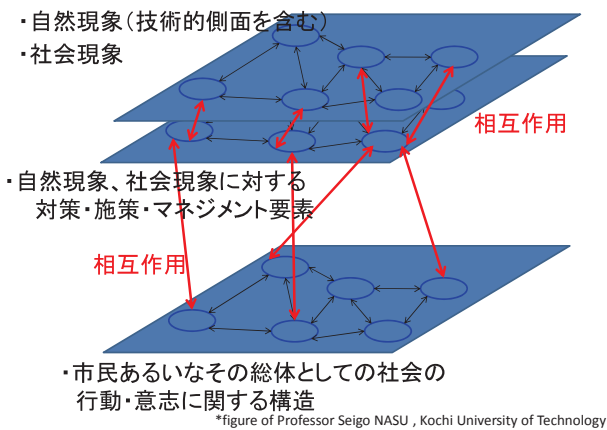 ・自然現象（技術的側面を含む）
・社会現象
相互作用
・自然現象、社会現象に対する
対策・施策・マネジメント要素
相互作用
・市民あるいなその総体としての社会の
行動・意志に関する構造
*figure of Professor Seigo NASU , Kochi University of Technology